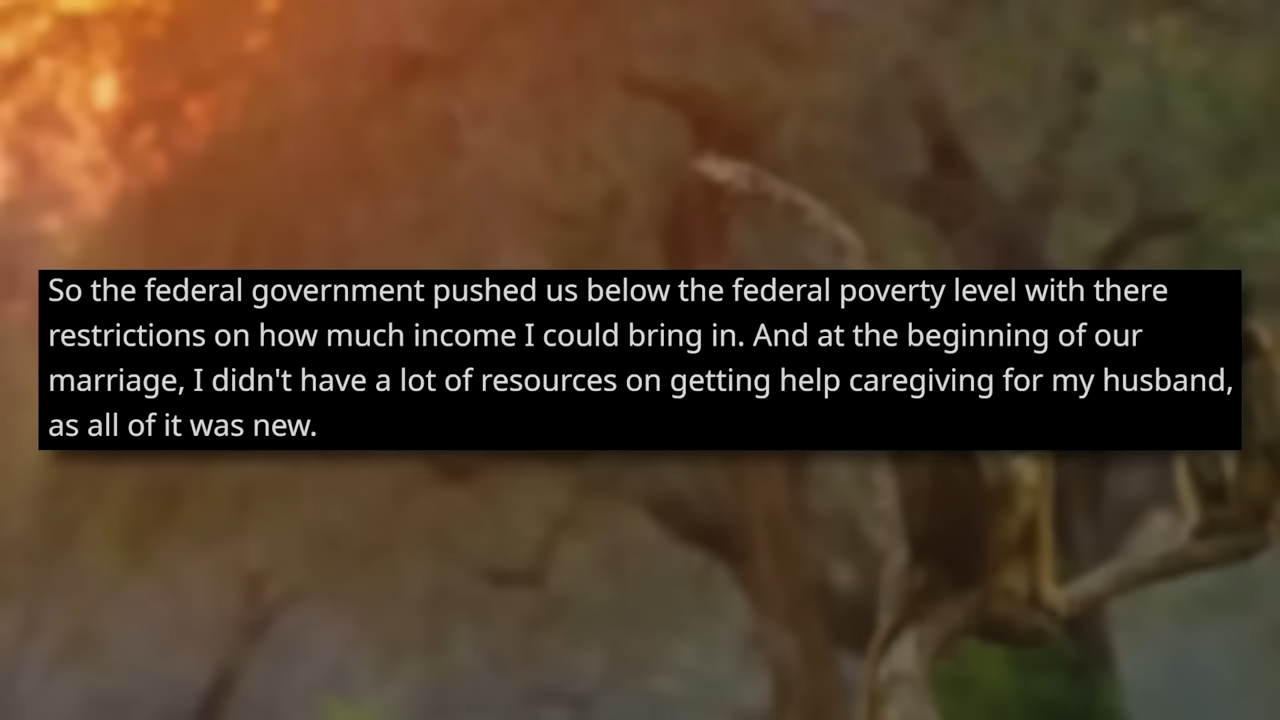 So the federal government pushed us below the federal poverty level with there
restrictions on how much income I could bring in. And at the beginning of our
marriage, I didn't have a lot of resources on getting help caregiving for my husband,
as all of it was new.